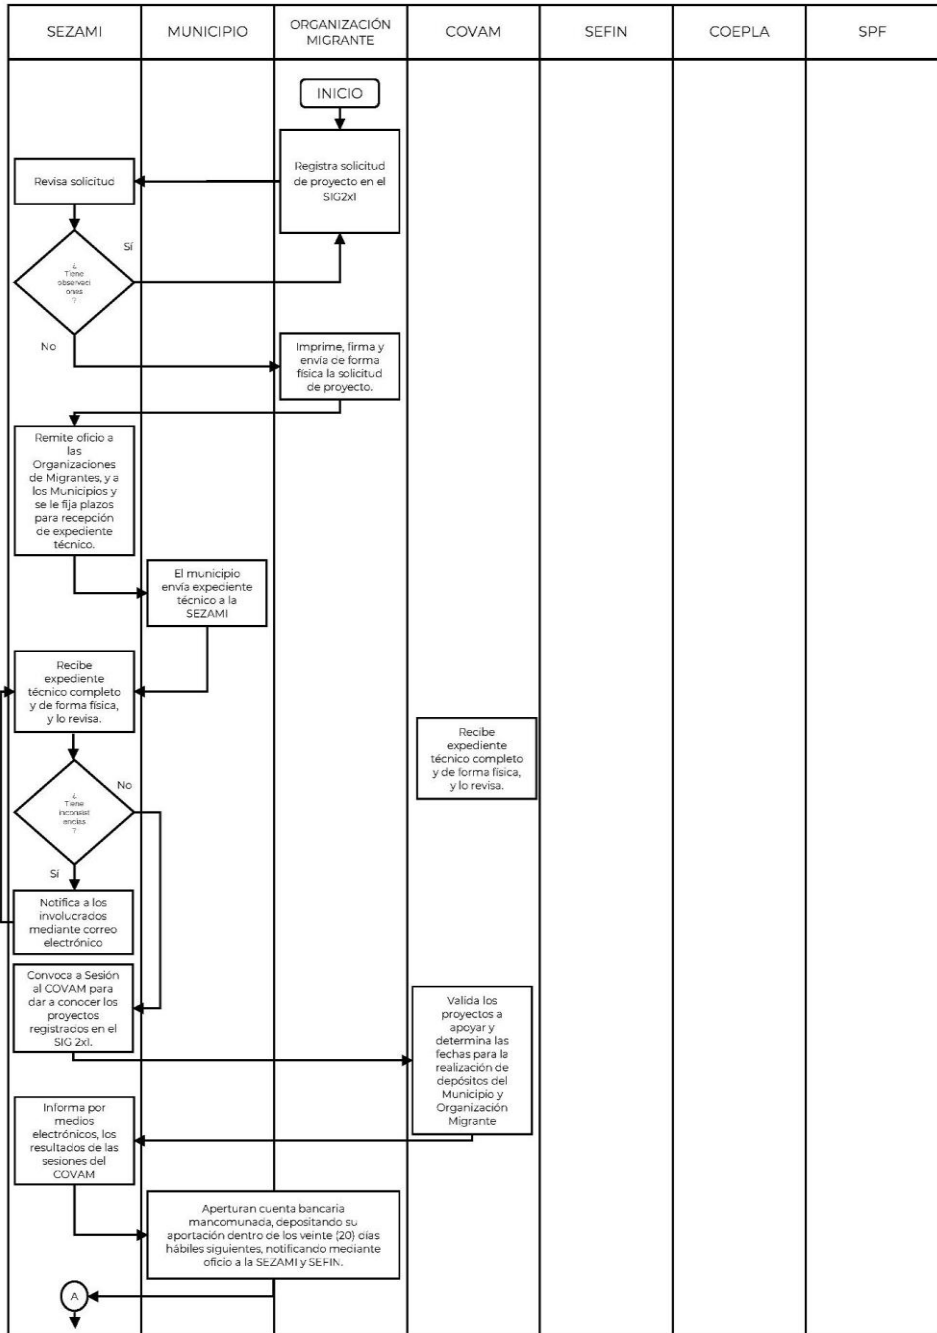 SEZAMI
MUNICIPIO
ORGANIZACIÓN
MIGRANTE
COVAM
SEFIN
COEPLA
SPF
INICIO
Registra solicitud
de proyecto en el
SIG2x1
Revisa solicitud
Sí
¿
Tiene
observaci
ones
?
No
Imprime, firma y
envía de forma
física la solicitud
de proyecto.
Remite oficio a
las
Organizaciones
de Migrantes, y a
los Municipios y
se le fija plazos
para recepción
de expediente
técnico.
El municipio
envía expediente
técnico a la
SEZAMI
Recibe
expediente
técnico completo
y de forma física,
y lo revisa.
Recibe
expediente
técnico completo
y de forma física,
y lo revisa.
No
¿
Tiene
inconsist
encias
?
Sí
Notifica a los
involucrados
mediante correo
electrónico
Convoca a Sesión
al COVAM para
dar a conocer los
proyectos
registrados en el
SIG 2x1.
Valida los
proyectos a
apoyar y
determina las
fechas para la
realización de
depósitos del
Municipio y
Organización
Migrante
Informa por
medios
electrónicos, los
resultados de las
sesiones del
COVAM
Aperturan cuenta bancaria
mancomunada, depositando su
aportación dentro de los veinte (20) días
hábiles siguientes, notificando mediante
oficio a la SEZAMI y SEFIN.
A